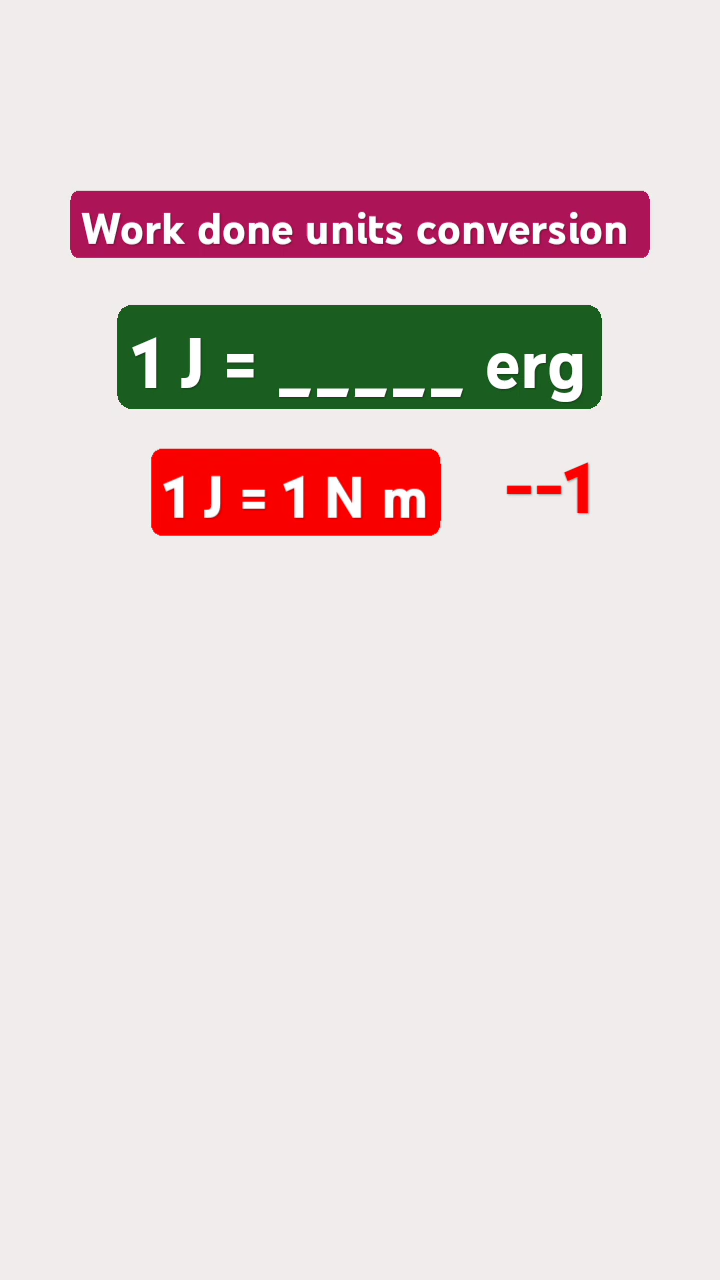 Work done units conversion
1 J = _____ erg
1 J = 1 N m --1